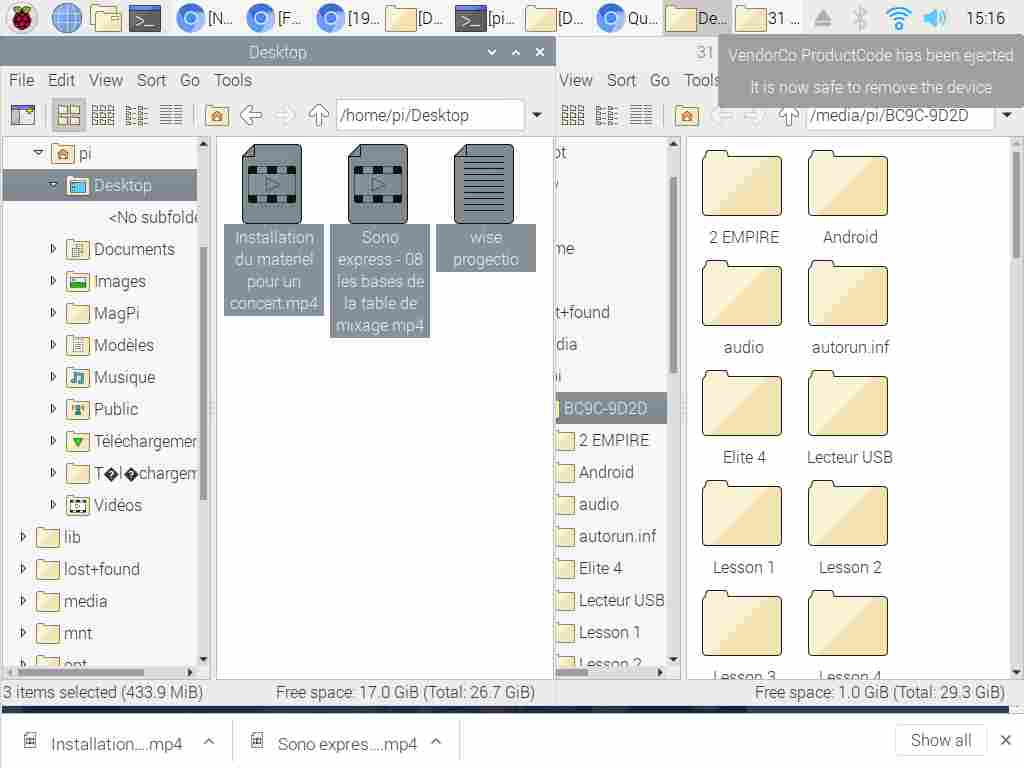 [N...
[F...
[19...
[D...
[pi...
[D...
Qu...
De...
31 ...
15:16
Desktop
31
VendorCo ProductCode has been ejected
It is now safe to remove the device
File Edit View Sort Go Tools
View Sort Go Tools
/home/pi/Desktop
/media/pi/BC9C-9D2D
pi
Desktop
<No subfolde
Documents
Images
MagPi
Modèles
Musique
Public
Téléchargemen
T�l�chargem
Vidéos
lib
lost+found
media
mnt
opt
Installation
du materiel
pour un
concert.mp4
Sono
express - 08
les bases de
la table de
mixage.mp4
wise
progectio
ot
me
st+found
dia
pi
BC9C-9D2D
2 EMPIRE
Android
audio
autorun.inf
Elite 4
Lecteur USB
Lesson 1
Lesson 2
2 EMPIRE
Android
audio
autorun.inf
Elite 4
Lecteur USB
Lesson 1
Lesson 2
Lesson 3
Lesson 4
3 items selected (433.9 MiB)
Free space: 17.0 GiB (Total: 26.7 GiB)
Free space: 1.0 GiB (Total: 29.3 GiB)
Installation....mp4
Sono expres....mp4
Show all